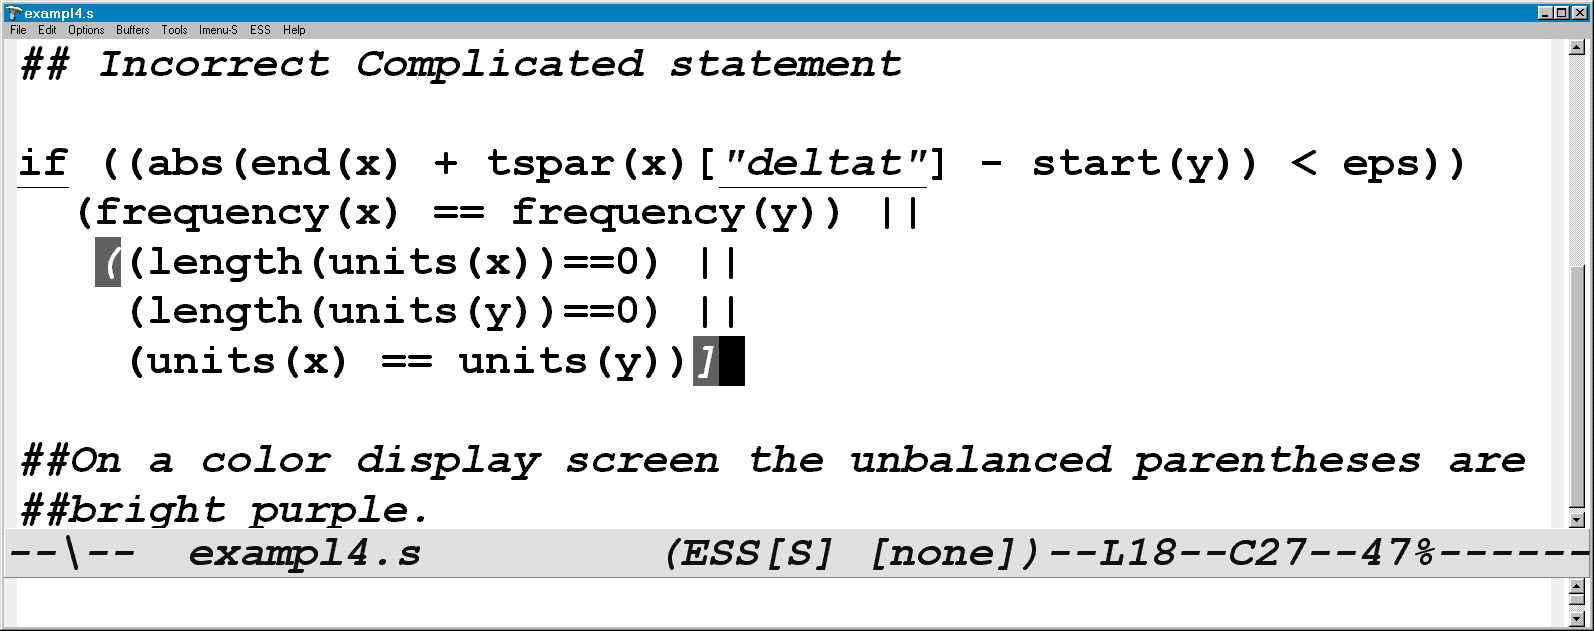 exampl4.s
File Edit Options Buffers Tools Imenu-S ESS Help
## Incorrect Complicated statement
if ((abs(end(x) + tspar(x)["deltat"] - start(y)) < eps))
(frequency(x) == frequency(y)) ||
((length(units(x))==0) ||
(length(units(y))==0) ||
(units(x) == units(y))]
##On a color display screen the unbalanced parentheses are
##bright purple.
--\-- exampl4.s (ESS[S] [none])--L18--C27--47%------